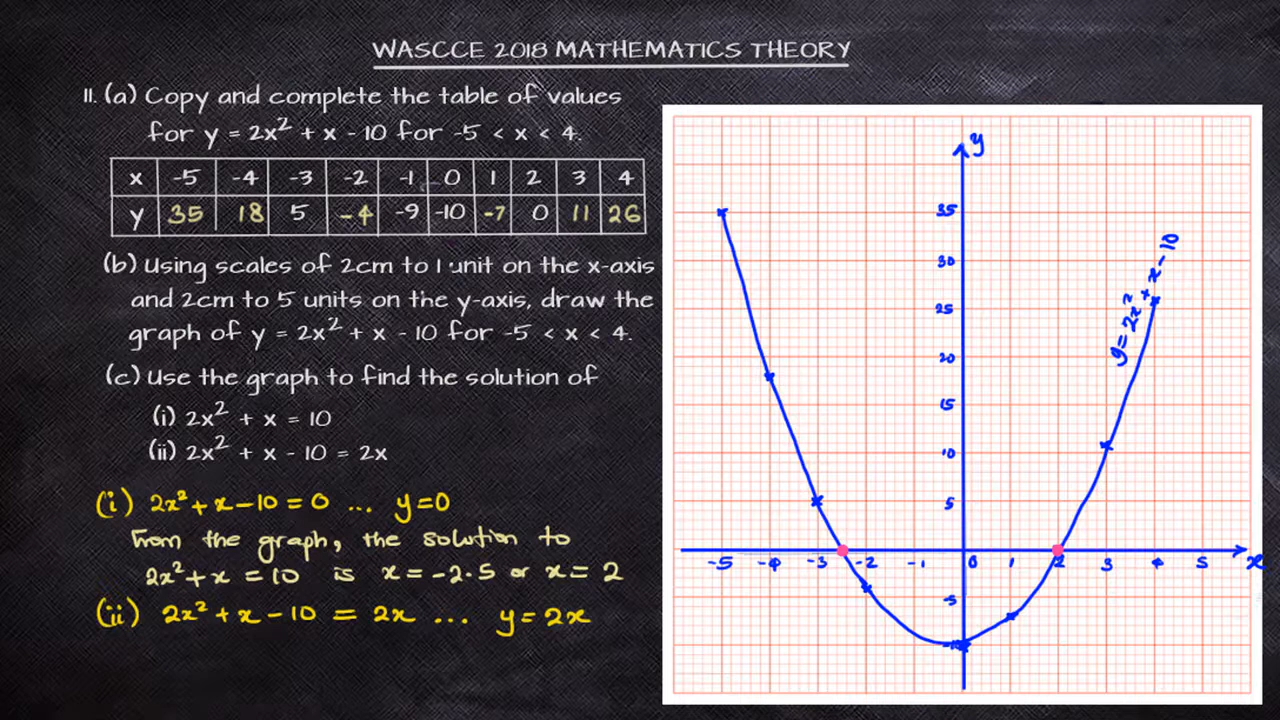 WASCCE 2018 MATHEMATICS THEORY
11. (a) Copy and complete the table of values
for y = 2x² + x - 10 for -5 < x < 4.
x -5 -4 -3 -2 -1 0 1 2 3 4
y 35 18 5 -4 -9 -10 -7 0 11 26
(b) Using scales of 2cm to 1 unit on the x-axis
and 2cm to 5 units on the y-axis, draw the
graph of y = 2x² + x - 10 for -5 < x < 4.
(c) Use the graph to find the solution of
(i) 2x² + x = 10
(ii) 2x² + x - 10 = 2x
(i) 2x² + x - 10 = 0 ... y = 0
From the graph, the solution to
2x² + x = 10 is x = -2.5 or x = 2
(ii) 2x² + x - 10 = 2x ... y = 2x
y
35
30
25
20
15
10
5
-5 -4 -3 -2 -1 0 1 2 3 4 5 x
-5
-10
y = 2x² + x - 10